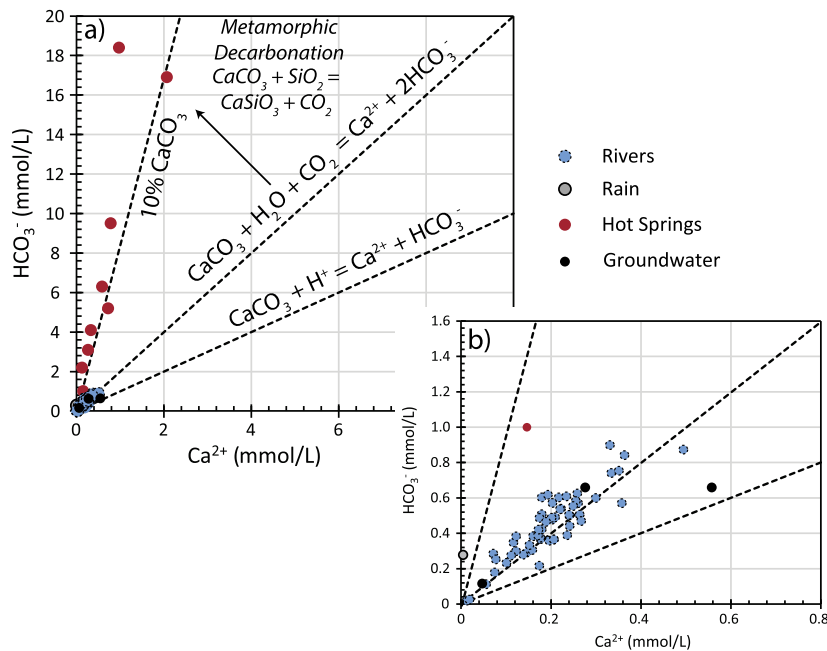 a)
Metamorphic
Decarbonation
CaCO₃ + SiO₂ =
CaSiO₃ + CO₂
10% CaCO₃
CaCO₃ + H₂O + CO₂ = Ca²⁺ + 2HCO₃⁻
CaCO₃ + H⁺ = Ca²⁺ + HCO₃⁻
HCO₃⁻ (mmol/L)
20
18
16
14
12
10
8
6
4
2
0
0 2 4 6
Ca²⁺ (mmol/L)
Rivers
Rain
Hot Springs
Groundwater
b)
HCO₃⁻ (mmol/L)
1.6
1.4
1.2
1.0
0.8
0.6
0.4
0.2
0
0 0.2 0.4 0.6 0.8
Ca²⁺ (mmol/L)